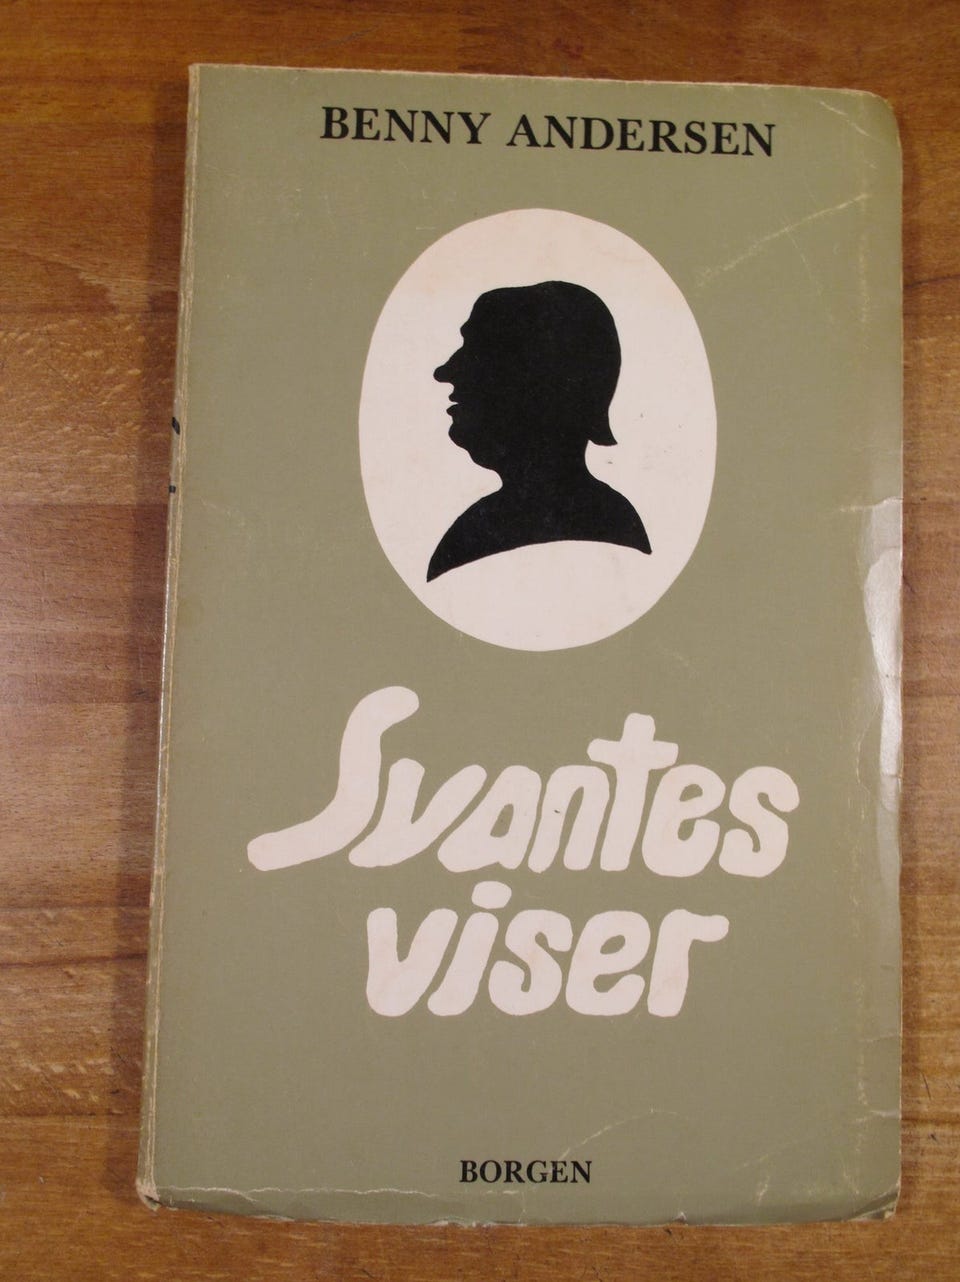 BENNY ANDERSEN
Svantes
viser
BORGEN